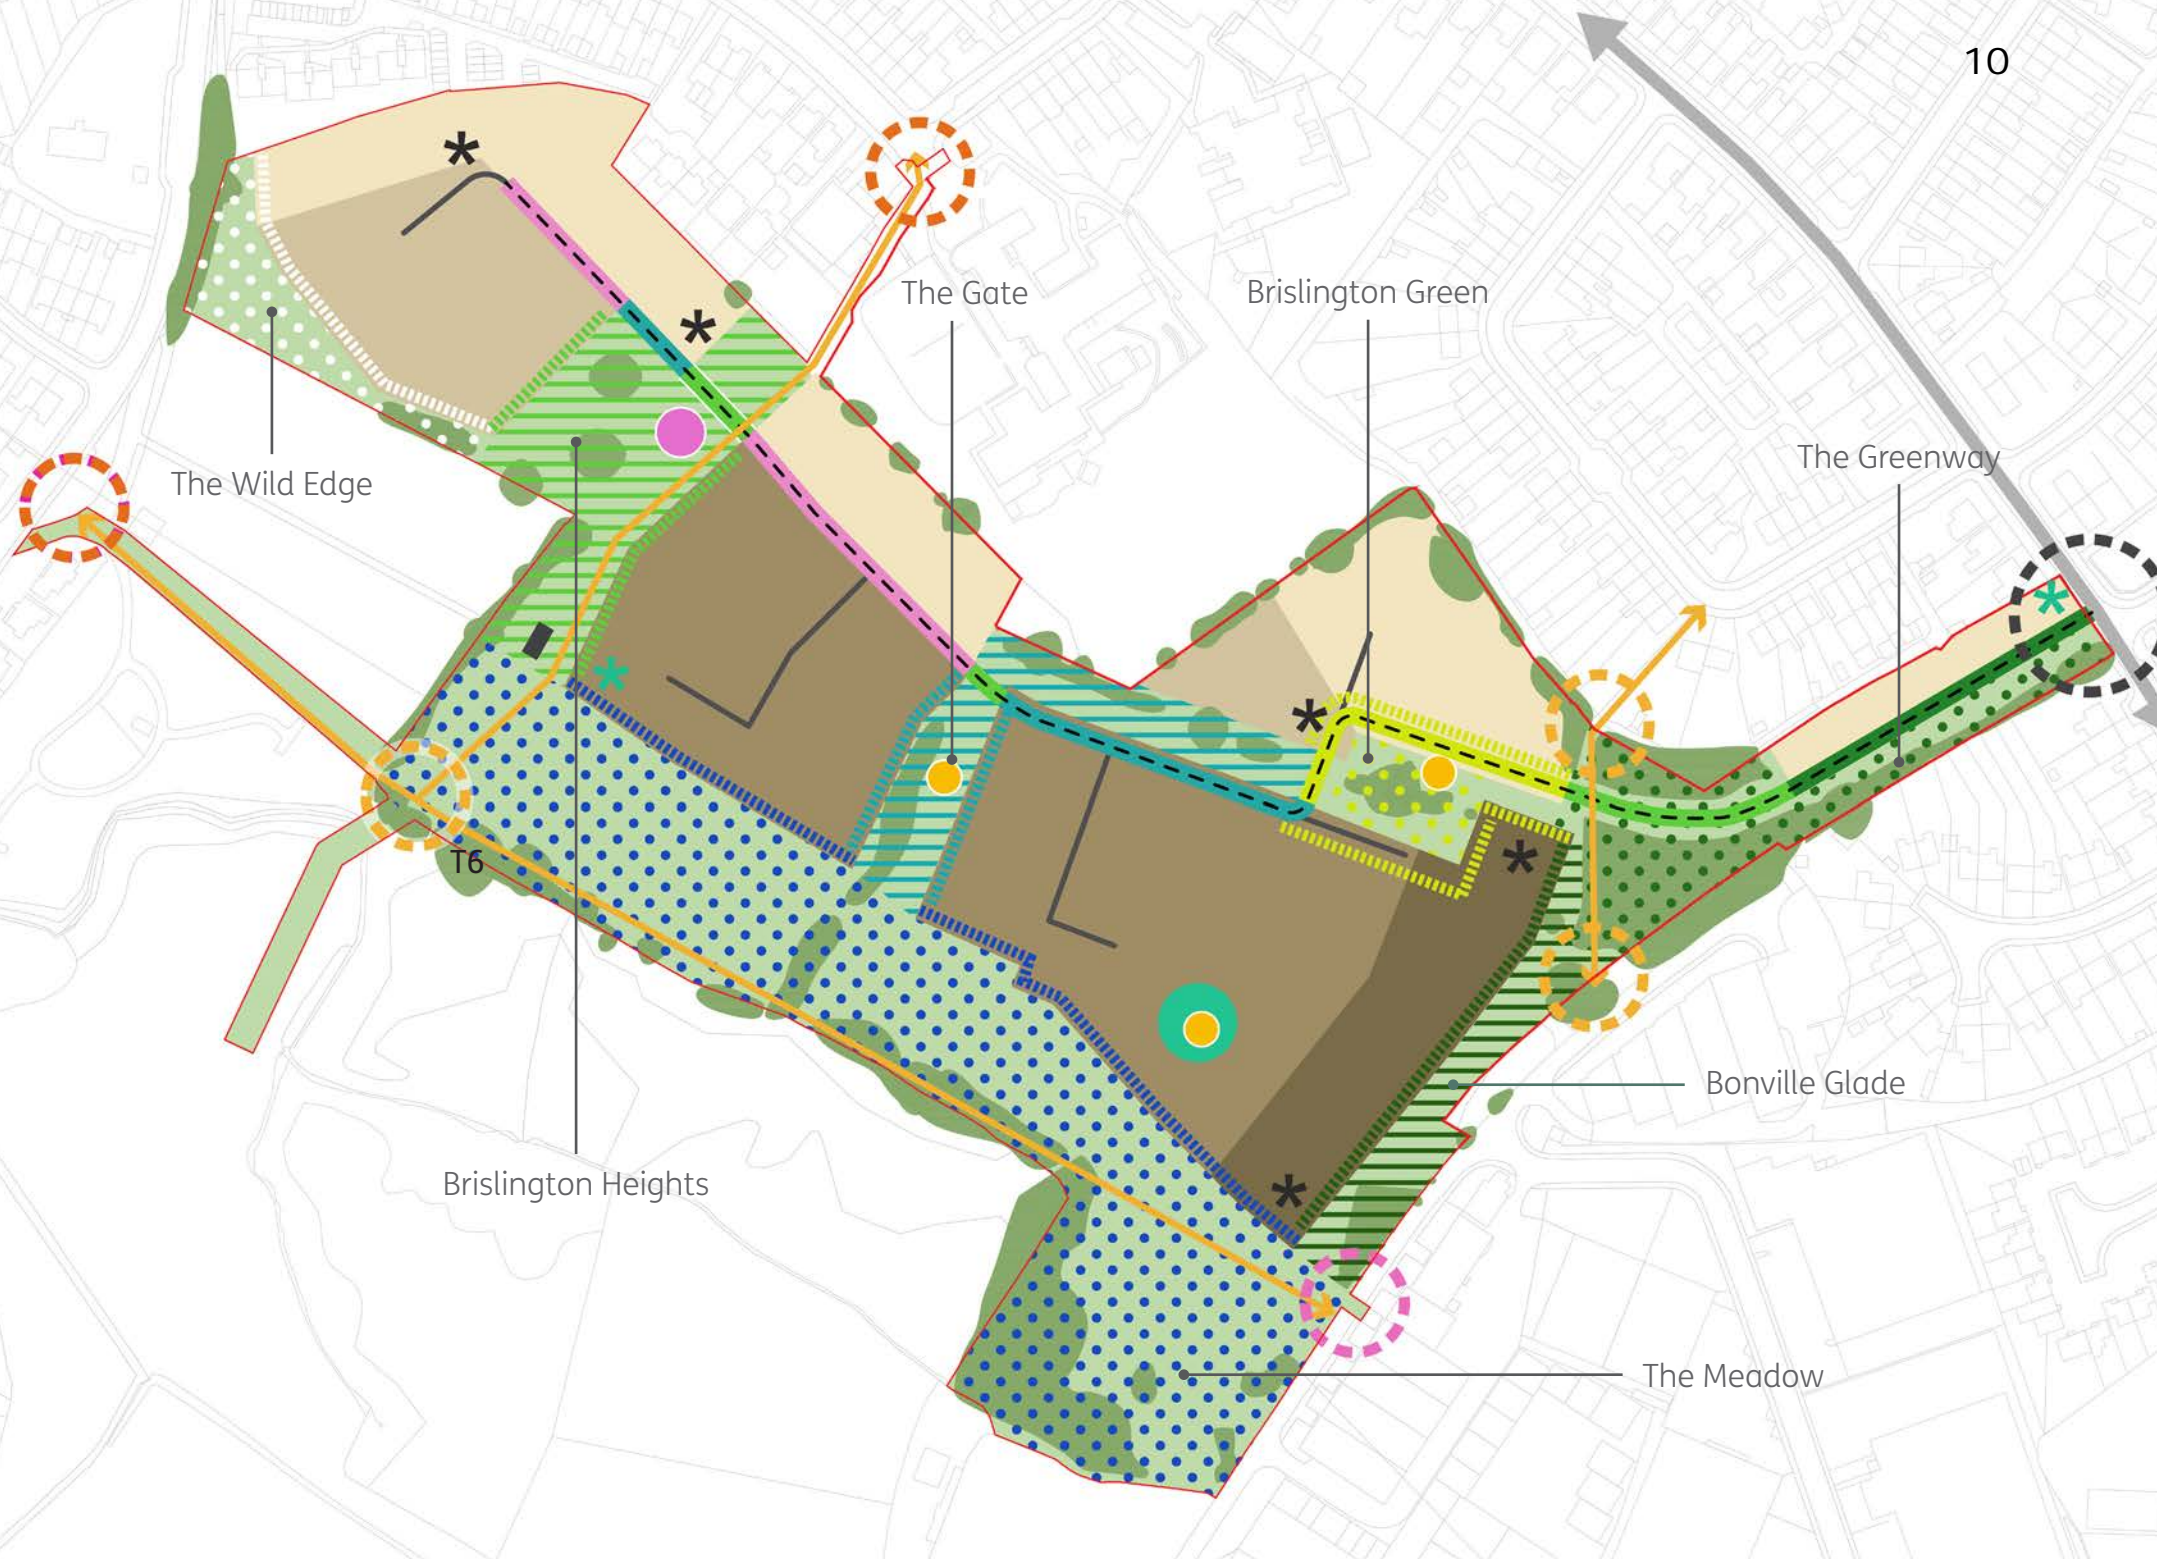 10
The Gate
Brislington Green
The Greenway
The Wild Edge
T6
Bonville Glade
Brislington Heights
The Meadow